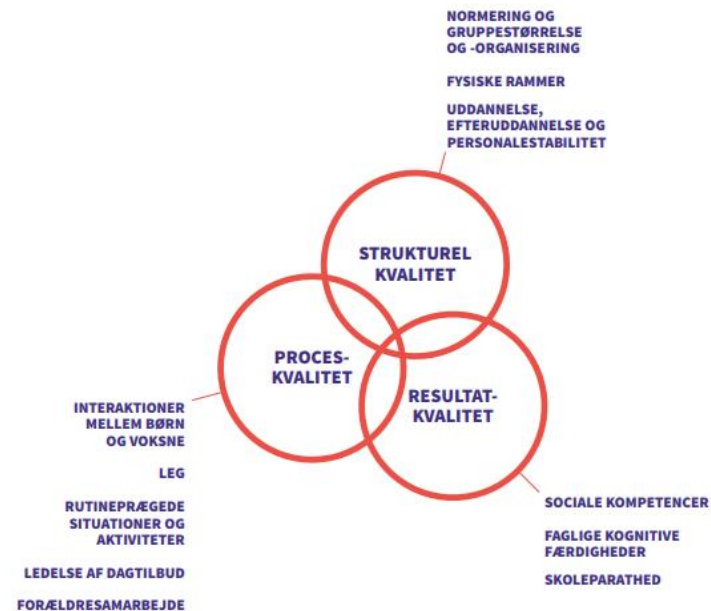 NORMERING OG
GRUPPESTØRRELSE
OG -ORGANISERING
FYSISKE RAMMER
UDDANNELSE,
EFTERUDDANNELSE OG
PERSONALESTABILITET
STRUKTUREL
KVALITET
PROCES-
KVALITET
RESULTAT-
KVALITET
INTERAKTIONER
MELLEM BØRN
OG VOKSNE
LEG
RUTINEPRÆGEDE
SITUATIONER OG
AKTIVITETER
LEDELSE AF DAGTILBUD
FORÆLDRESAMARBEJDE
SOCIALE KOMPETENCER
FAGLIGE KOGNITIVE
FÆRDIGHEDER
SKOLEPARATHED